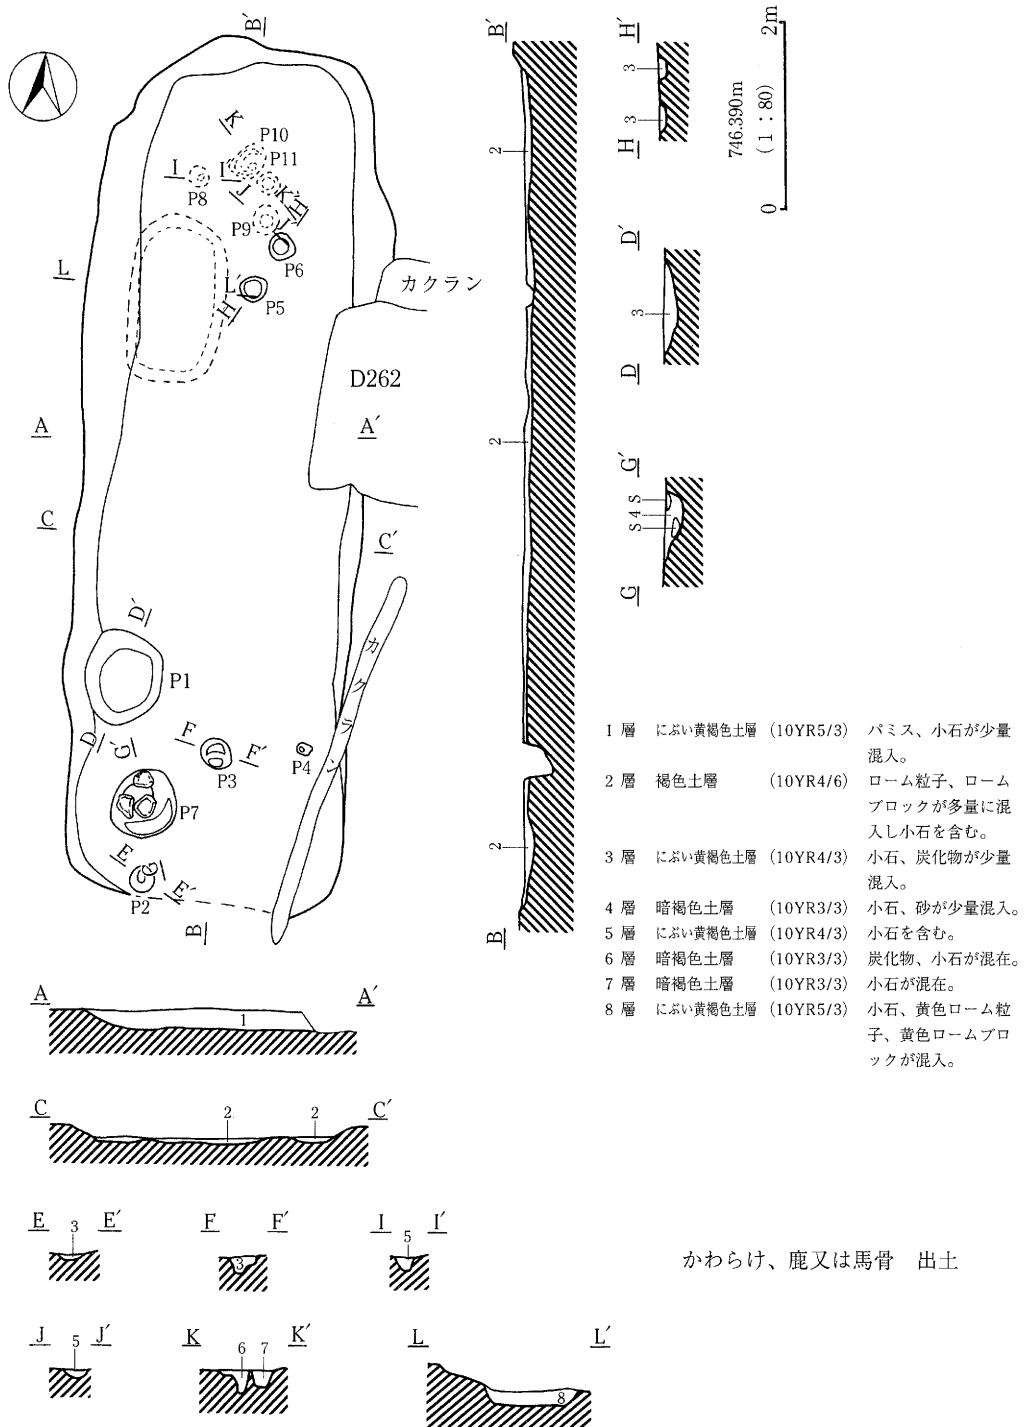 B´
K
P10
I
I´
P11
J
K´
P8
P9
J´
H´
P6
L
L´
カクラン
H
P5
D262
A
A´
C
C´
D´
P1
カクラン
D
G´
F
F´
P3
P4
P7
E
G
E´
P2
B
B´
2
2
2
B
H´
3
3
H
D´
3
D
G´
S
4
S
G
746.390m
(1：80)
0
2m
1層 にぶい黄褐色土層 (10YR5/3) パミス、小石が少量
混入。
2層 褐色土層 (10YR4/6) ローム粒子、ローム
ブロックが多量に混
入し小石を含む。
3層 にぶい黄褐色土層 (10YR4/3) 小石、炭化物が少量
混入。
4層 暗褐色土層 (10YR3/3) 小石、砂が少量混入。
5層 にぶい黄褐色土層 (10YR4/3) 小石を含む。
6層 暗褐色土層 (10YR3/3) 炭化物、小石が混在。
7層 暗褐色土層 (10YR3/3) 小石が混在。
8層 にぶい黄褐色土層 (10YR5/3) 小石、黄色ローム粒
子、黄色ロームブロ
ックが混入。
A
A´
1
C
2
2
C´
E
3
E´
F
F´
3
I
5
I´
かわらけ、鹿又は馬骨 出土
J
5
J´
K
6
7
K´
L
L´
8